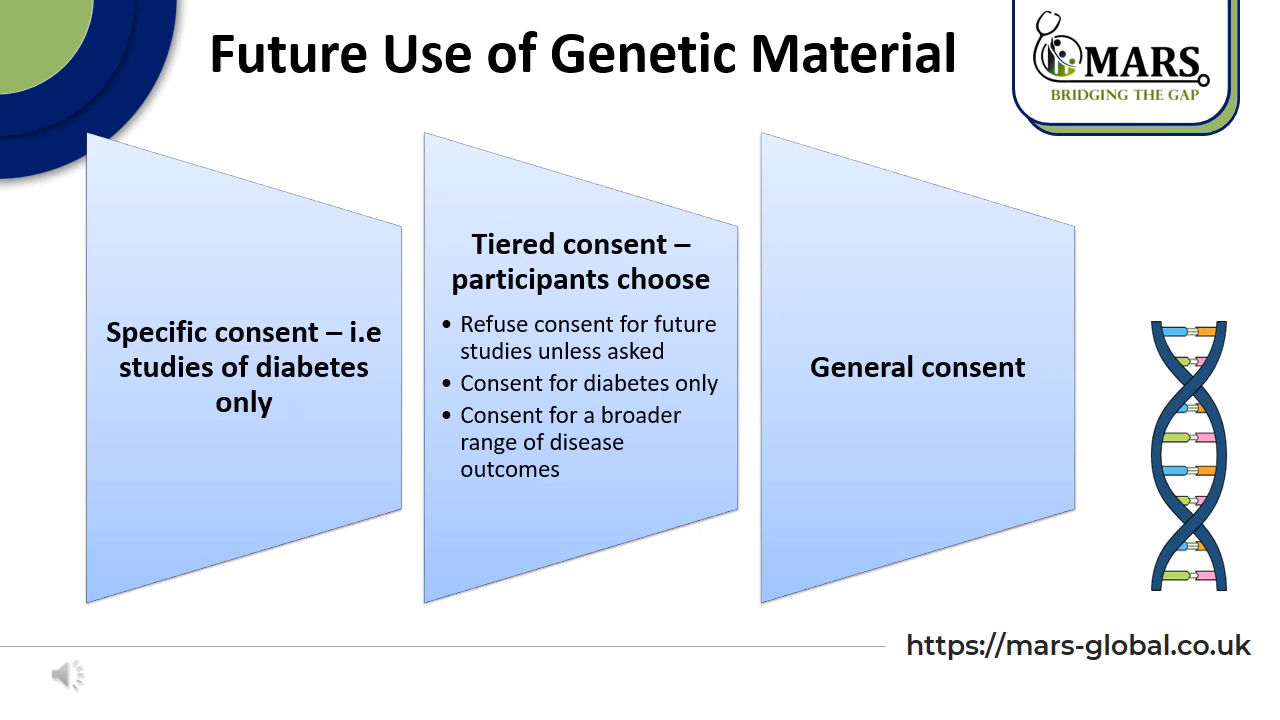 Future Use of Genetic Material
MARS
BRIDGING THE GAP
Specific consent – i.e
studies of diabetes
only
Tiered consent –
participants choose
• Refuse consent for future
studies unless asked
• Consent for diabetes only
• Consent for a broader
range of disease
outcomes
General consent
https://mars-global.co.uk